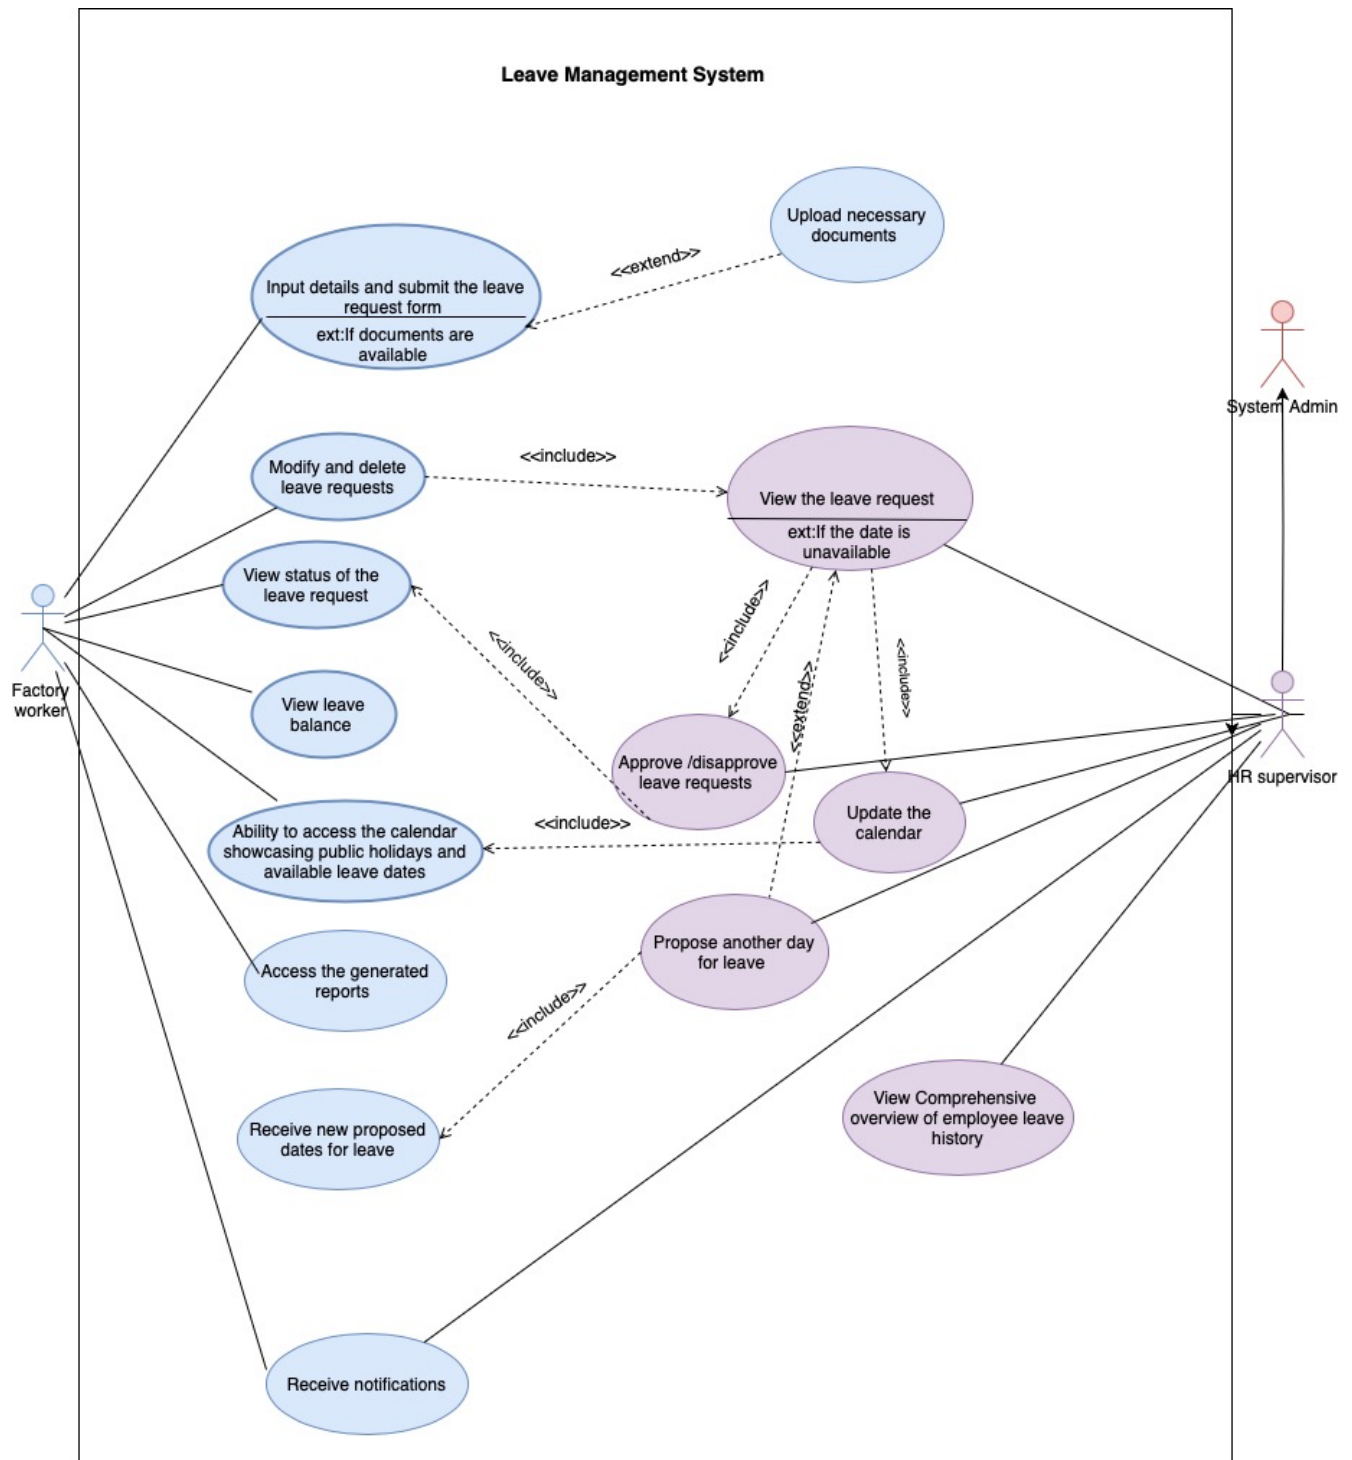 Leave Management System
Upload necessary
documents
<<extend>>
Input details and submit the leave
request form
ext:If documents are
available
System Admin
Modify and delete
leave requests
<<include>>
View the leave request
ext:If the date is
unavailable
View status of the
leave request
<<include>>
<<include>>
<<extend>>
<<include>>
Factory
worker
View leave
balance
Approve /disapprove
leave requests
HR supervisor
Update the
calendar
<<include>>
Ability to access the calendar
showcasing public holidays and
available leave dates
Propose another day
for leave
Access the generated
reports
<<include>>
View Comprehensive
overview of employee leave
history
Receive new proposed
dates for leave
Receive notifications